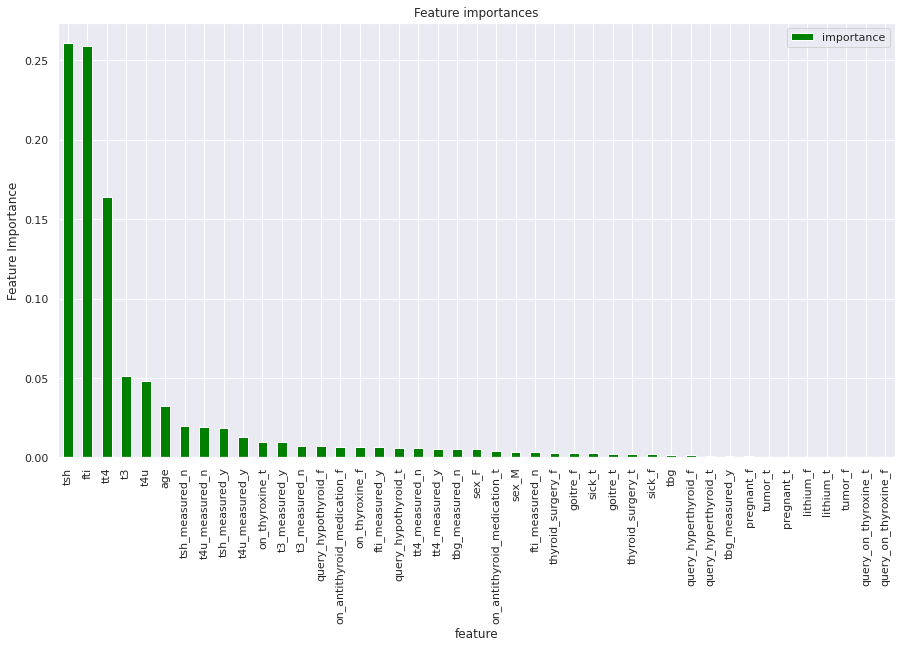 Feature importances
importance
Feature Importance
0.25
0.20
0.15
0.10
0.05
0.00
tsh
fti
tt4
t3
t4u
age
tsh_measured_n
t4u_measured_n
tsh_measured_y
t4u_measured_y
on_thyroxine_t
t3_measured_y
t3_measured_n
query_hypothyroid_f
on_antithyroid_medication_f
on_thyroxine_f
fti_measured_y
query_hypothyroid_t
tt4_measured_n
tt4_measured_y
tbg_measured_n
sex_F
on_antithyroid_medication_t
sex_M
fti_measured_n
thyroid_surgery_f
goitre_f
sick_t
goitre_t
thyroid_surgery_t
sick_f
tbg
query_hyperthyroid_f
query_hyperthyroid_t
tbg_measured_y
pregnant_f
tumor_t
pregnant_t
lithium_f
lithium_t
tumor_f
query_on_thyroxine_t
query_on_thyroxine_f
feature